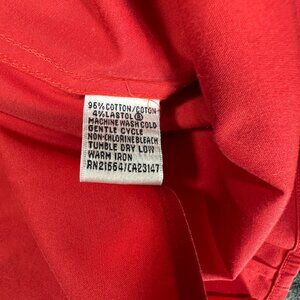 96% COTTON/COTON
4% LASTOL ®
MACHINE WASH COLD
GENTLE CYCLE
NON-CHLORINE BLEACH
TUMBLE DRY LOW
WARM IRON
RN21564/CA23147